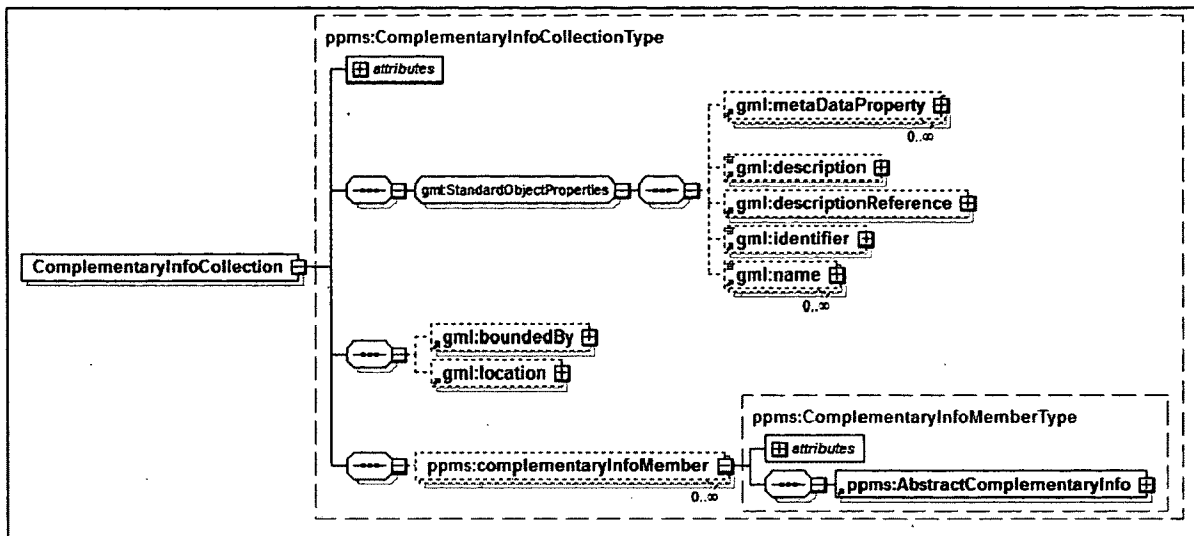 ppms:ComplementaryInfoCollectionType
attributes
gml:metaDataProperty
0..∞
gml:description
gml:StandardObjectProperties
gml:descriptionReference
gml:identifier
ComplementaryInfoCollection
gml:name
0..∞
gml:boundedBy
gml:location
ppms:ComplementaryInfoMemberType
attributes
ppms:complementaryInfoMember
0..∞
ppms:AbstractComplementaryInfo